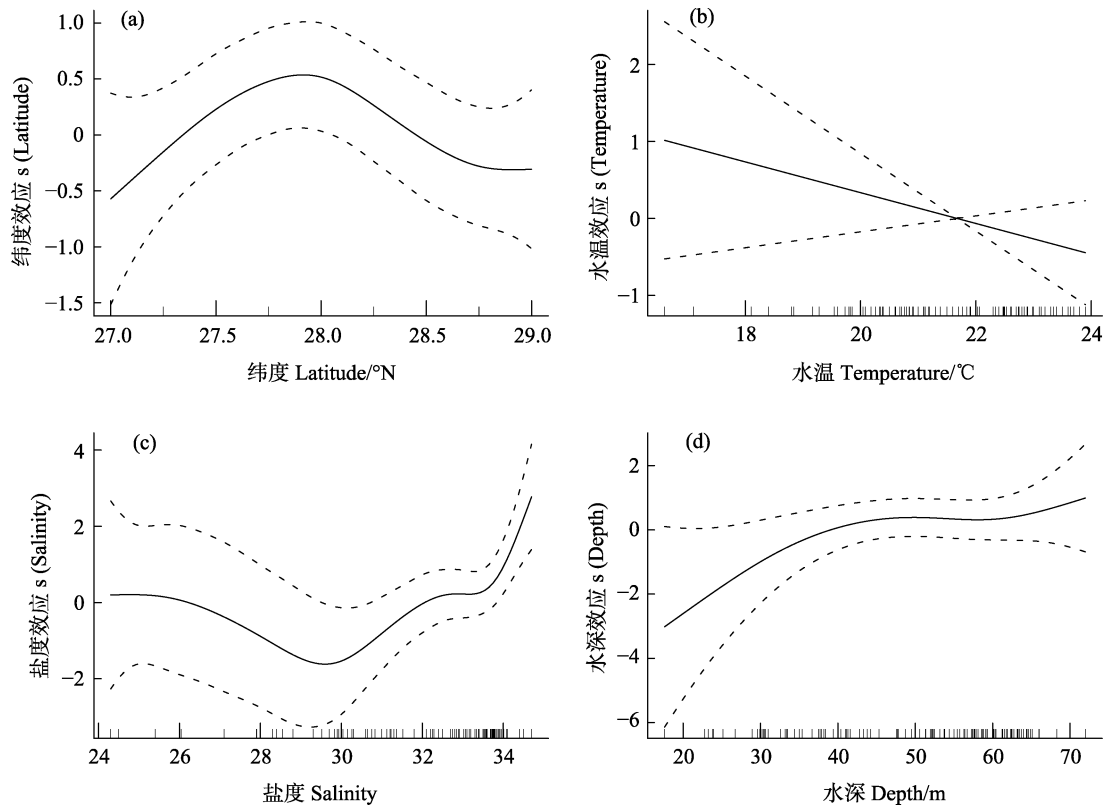 (a)
纬度效应 s (Latitude)
1.0
0.5
0
−0.5
−1.0
−1.5
27.0 27.5 28.0 28.5 29.0
纬度 Latitude/°N
(b)
水温效应 s (Temperature)
2
1
0
−1
18 20 22 24
水温 Temperature/℃
(c)
盐度效应 s (Salinity)
4
2
0
−2
24 26 28 30 32 34
盐度 Salinity
(d)
水深效应 s (Depth)
2
0
−2
−4
−6
20 30 40 50 60 70
水深 Depth/m